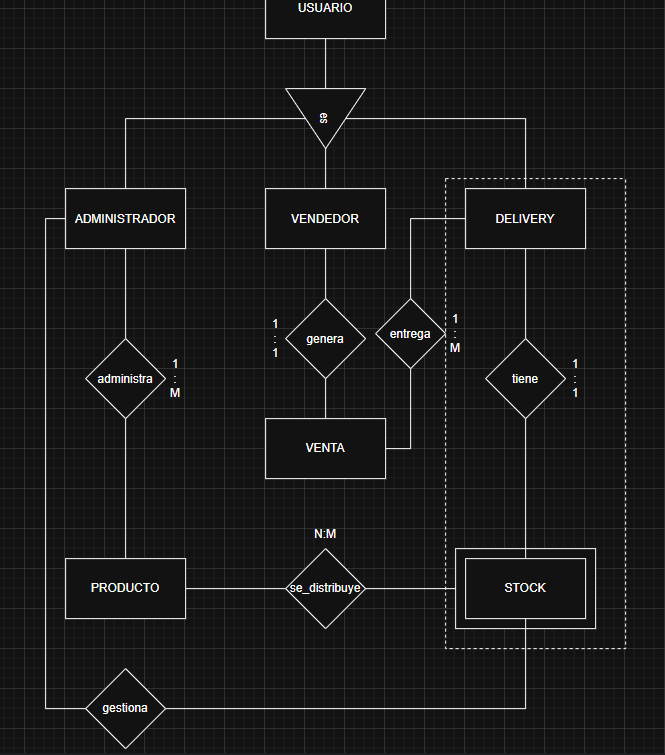 USUARIO
es
ADMINISTRADOR
VENDEDOR
DELIVERY
1
:
1
genera
entrega
1
:
M
administra
1
:
M
tiene
1
:
1
VENTA
N:M
PRODUCTO
se_distribuye
STOCK
gestiona